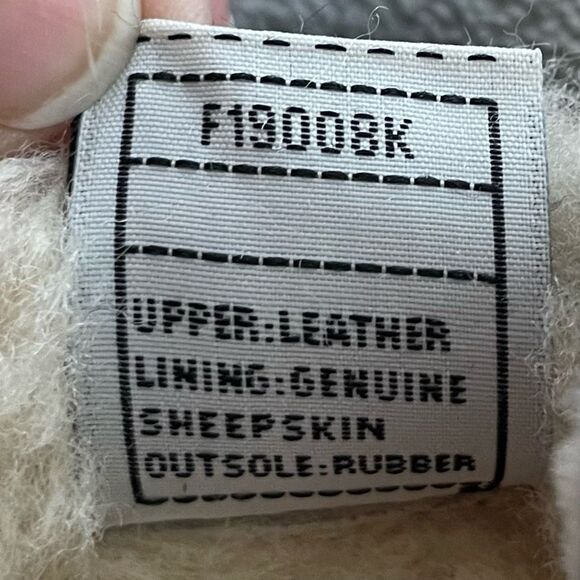 F19008K
UPPER:LEATHER
LINING:GENUINE
SHEEPSKIN
OUTSOLE:RUBBER